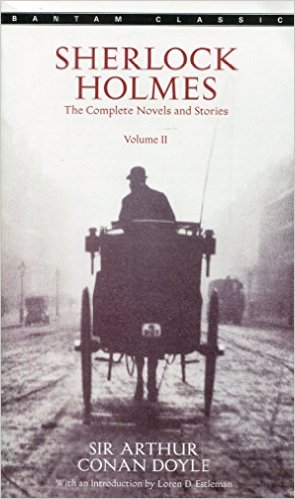 BANTAM CLASSIC
SHERLOCK
HOLMES
The Complete Novels and Stories
Volume II
SIR ARTHUR
CONAN DOYLE
With an Introduction by Loren D. Estleman